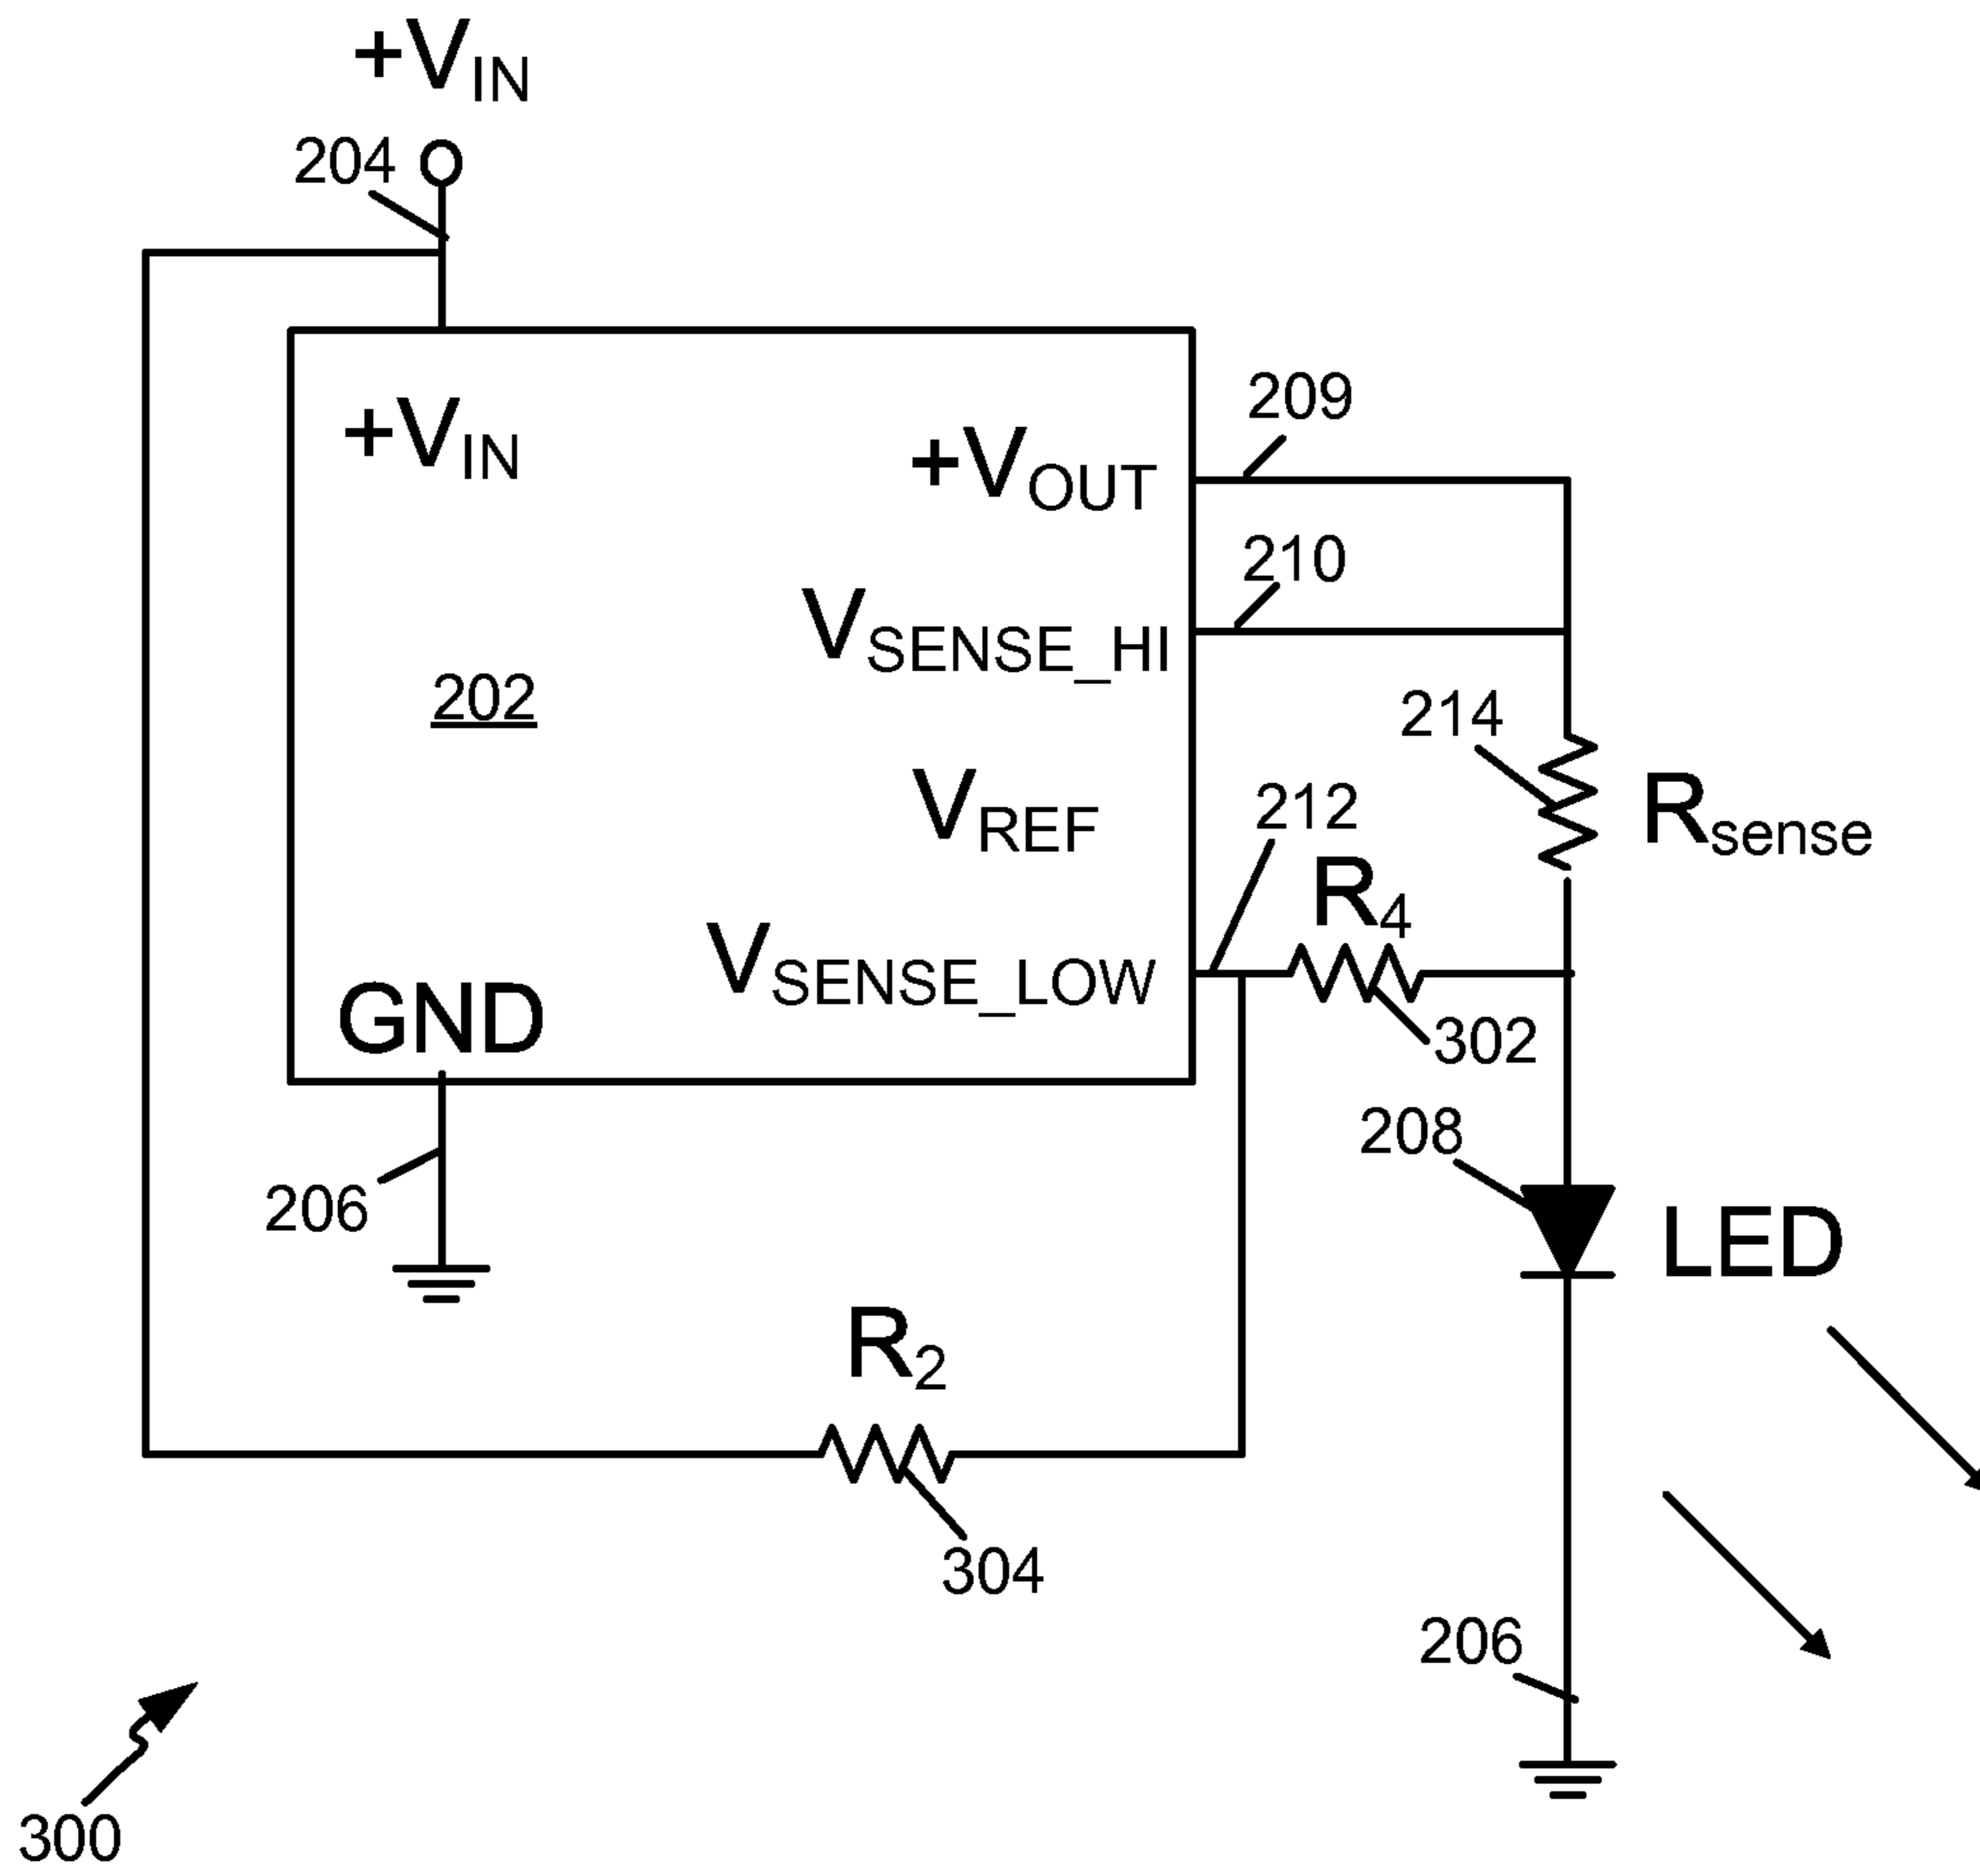 +VIN
204
+VIN
209
+VOUT
210
VSENSE_HI
202
214
VREF
212
Rsense
R4
VSENSE_LOW
GND
302
208
206
LED
R2
304
206
300